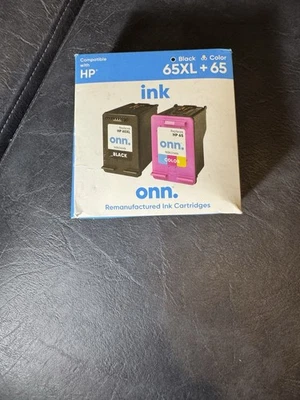 Compatible
with
HP
Black Color
65XL + 65
ink
HP 65XL
HP 65
onn.
onn.
BLACK
COLOR
onn.
Remanufactured Ink Cartridges